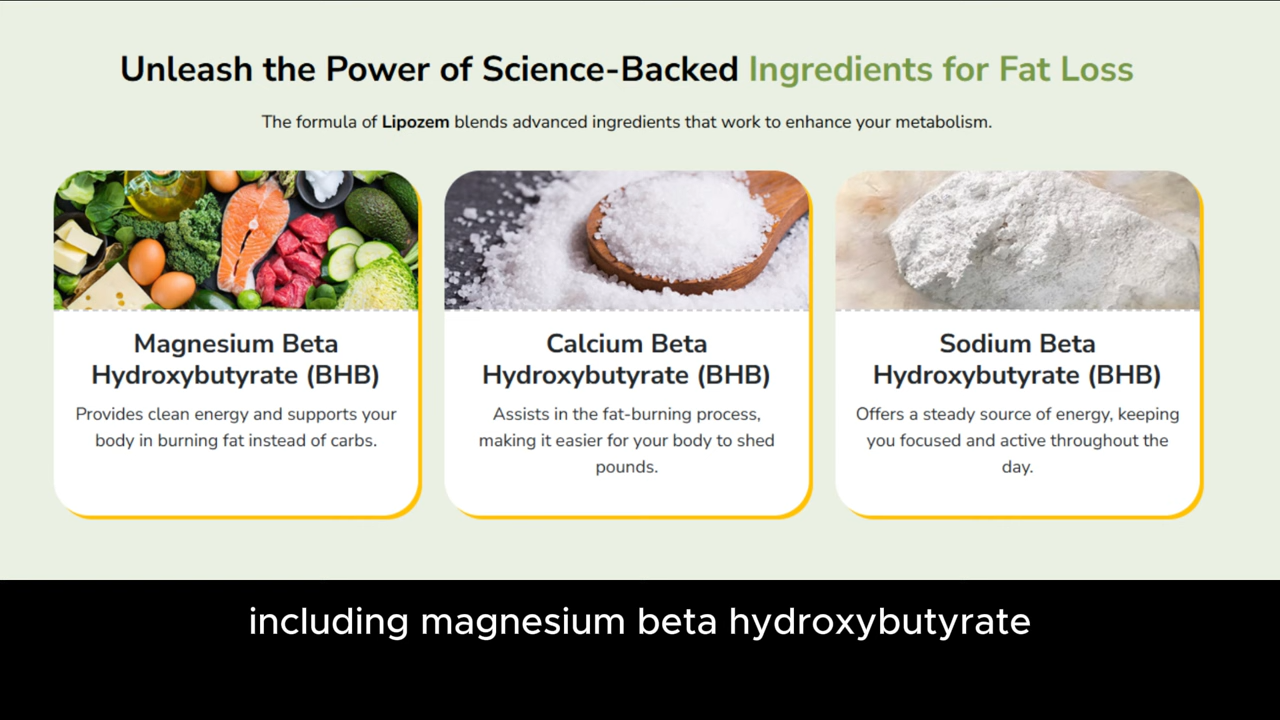 Unleash the Power of Science-Backed Ingredients for Fat Loss
The formula of Lipozem blends advanced ingredients that work to enhance your metabolism.
Magnesium Beta
Hydroxybutyrate (BHB)
Provides clean energy and supports your
body in burning fat instead of carbs.
Calcium Beta
Hydroxybutyrate (BHB)
Assists in the fat-burning process,
making it easier for your body to shed
pounds.
Sodium Beta
Hydroxybutyrate (BHB)
Offers a steady source of energy, keeping
you focused and active throughout the
day.
including magnesium beta hydroxybutyrate